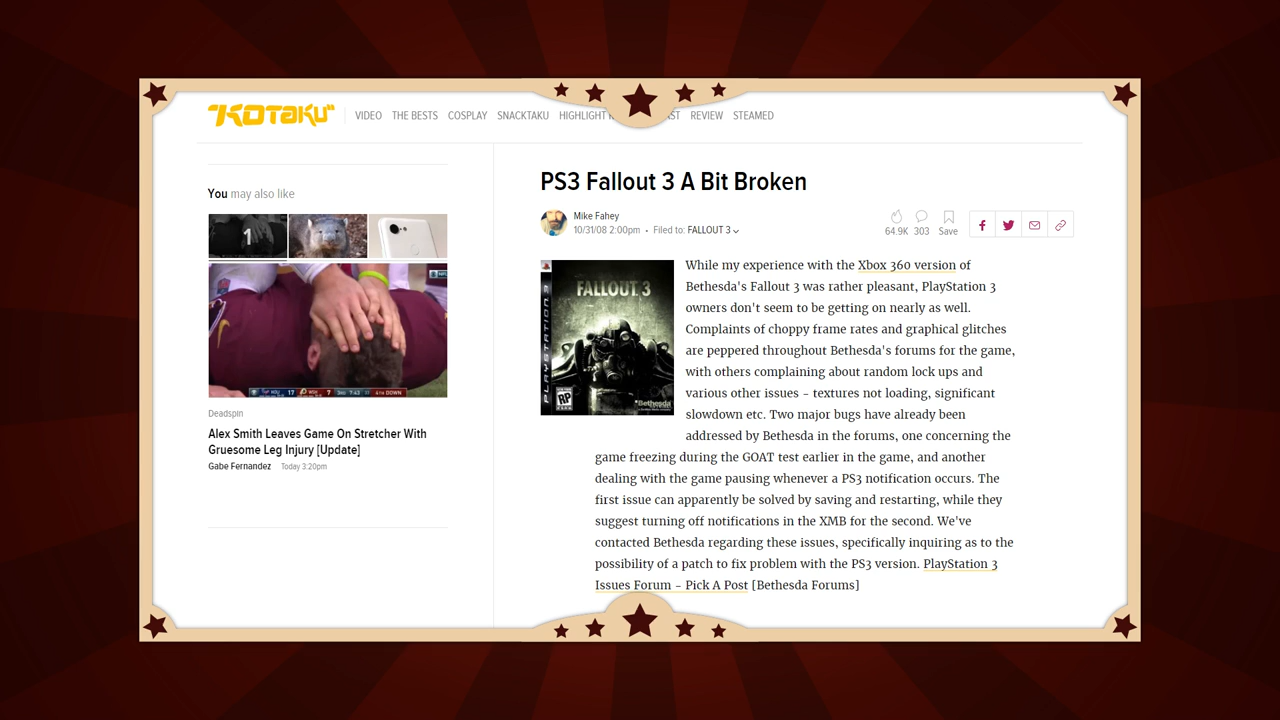 KOTaKU
VIDEO THE BESTS COSPLAY SNACKTAKU HIGHLIGHT REVIEW STEAMED
You may also like
Deadspin
Alex Smith Leaves Game On Stretcher With
Gruesome Leg Injury [Update]
Gabe Fernandez Today 3:20pm
PS3 Fallout 3 A Bit Broken
Mike Fahey
10/31/08 2:00pm • Filed to: FALLOUT 3
64.9K 303 Save
PLAYSTATION 3
FALLOUT 3
RP
Bethesda
While my experience with the Xbox 360 version of
Bethesda's Fallout 3 was rather pleasant, PlayStation 3
owners don't seem to be getting on nearly as well.
Complaints of choppy frame rates and graphical glitches
are peppered throughout Bethesda's forums for the game,
with others complaining about random lock ups and
various other issues - textures not loading, significant
slowdown etc. Two major bugs have already been
addressed by Bethesda in the forums, one concerning the
game freezing during the GOAT test earlier in the game, and another
dealing with the game pausing whenever a PS3 notification occurs. The
first issue can apparently be solved by saving and restarting, while they
suggest turning off notifications in the XMB for the second. We've
contacted Bethesda regarding these issues, specifically inquiring as to the
possibility of a patch to fix problem with the PS3 version. PlayStation 3
Issues Forum - Pick A Post [Bethesda Forums]